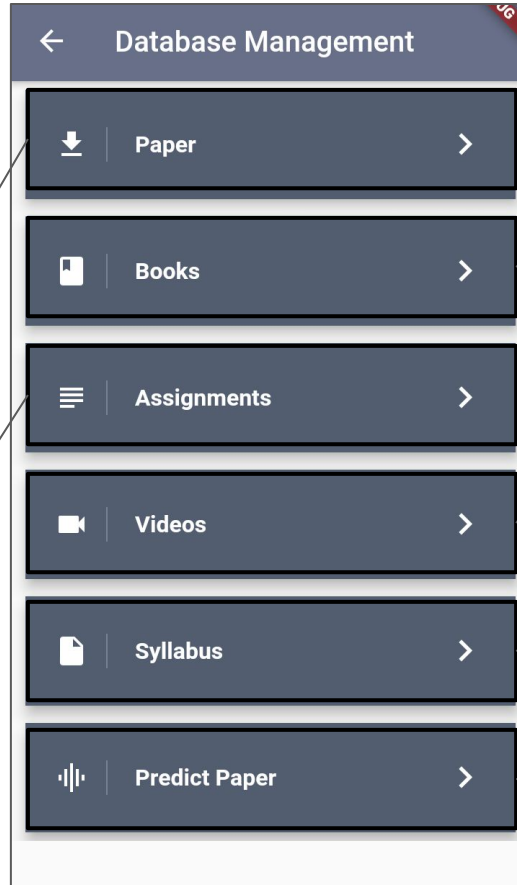 Database Management
Paper
Books
Assignments
Videos
Syllabus
Predict Paper